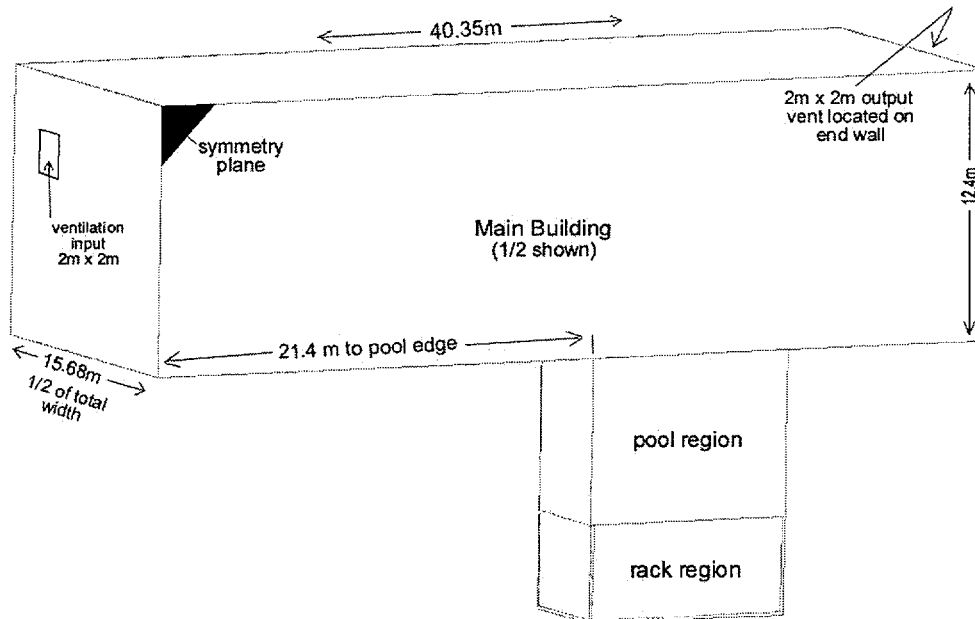 40.35m
2m x 2m output
vent located on
end wall
symmetry
plane
12.4m
ventilation
input
2m x 2m
Main Building
(1/2 shown)
21.4 m to pool edge
15.68m
1/2 of total
width
pool region
rack region